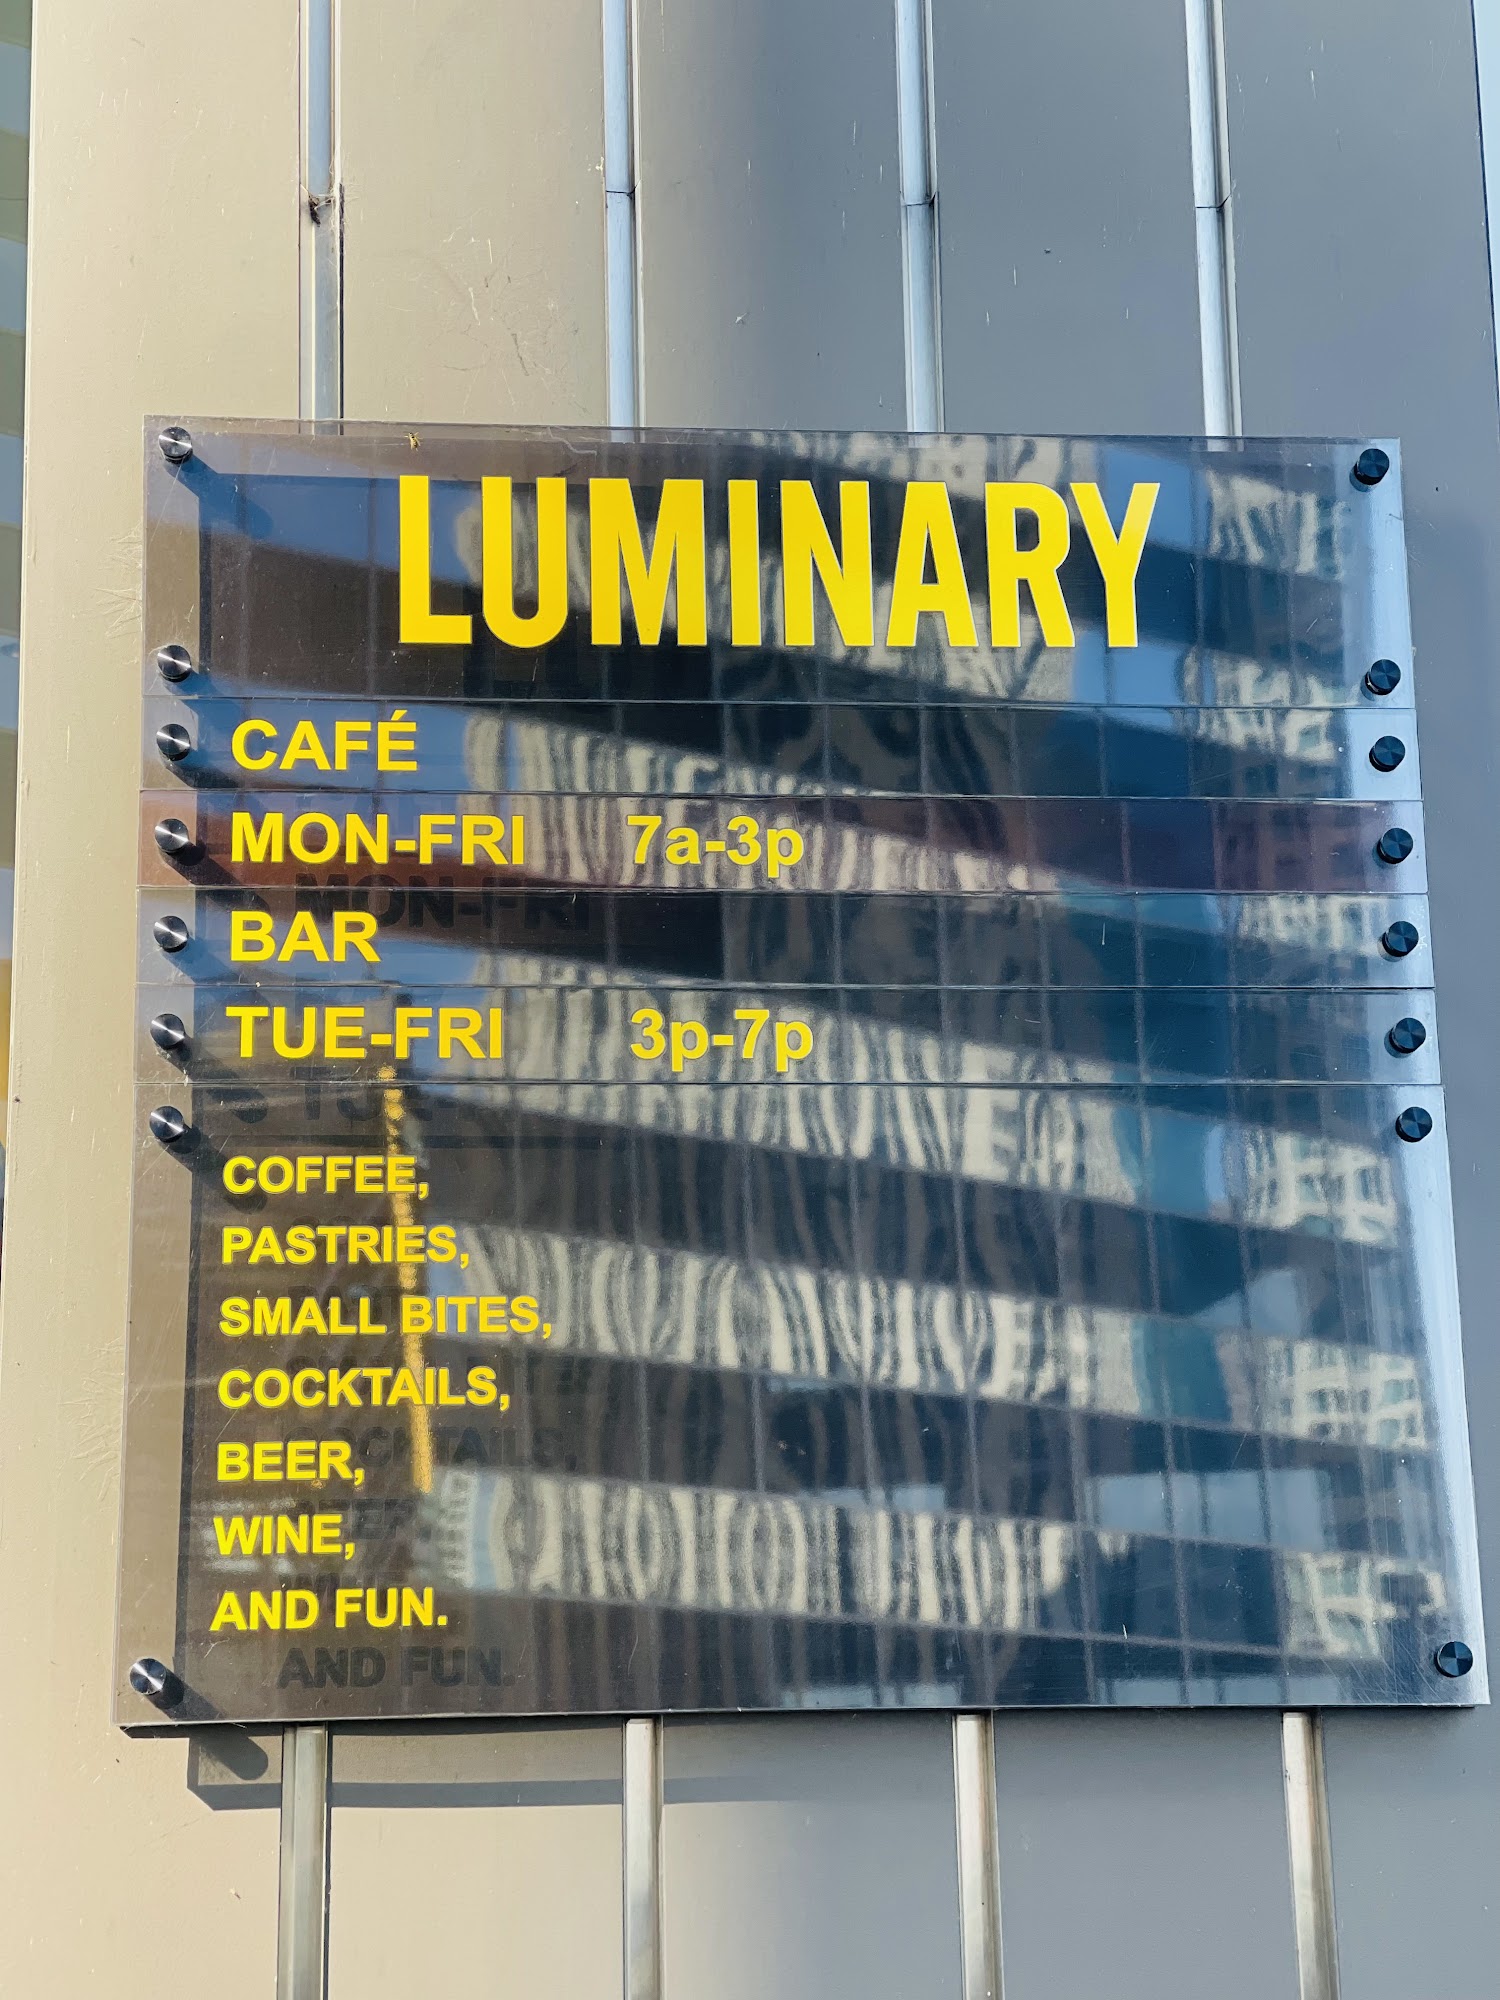 LUMINARY
CAFÉ
MON-FRI 7a-3p
BAR
TUE-FRI 3p-7p
COFFEE,
PASTRIES,
SMALL BITES,
COCKTAILS,
BEER,
WINE,
AND FUN.